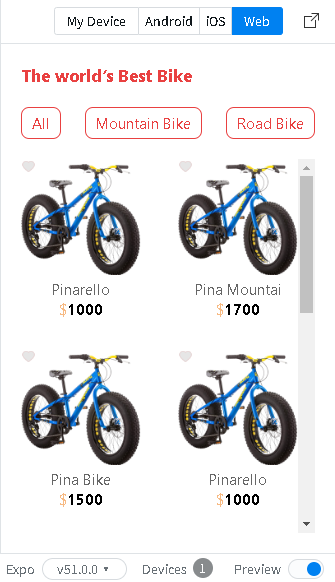 My Device Android iOS Web
The world's Best Bike
All Mountain Bike Road Bike
Pinarello Pina Mountai
$1000 $1700
Pina Bike Pinarello
$1500 $1000
Expo v51.0.0 Devices 1 Preview